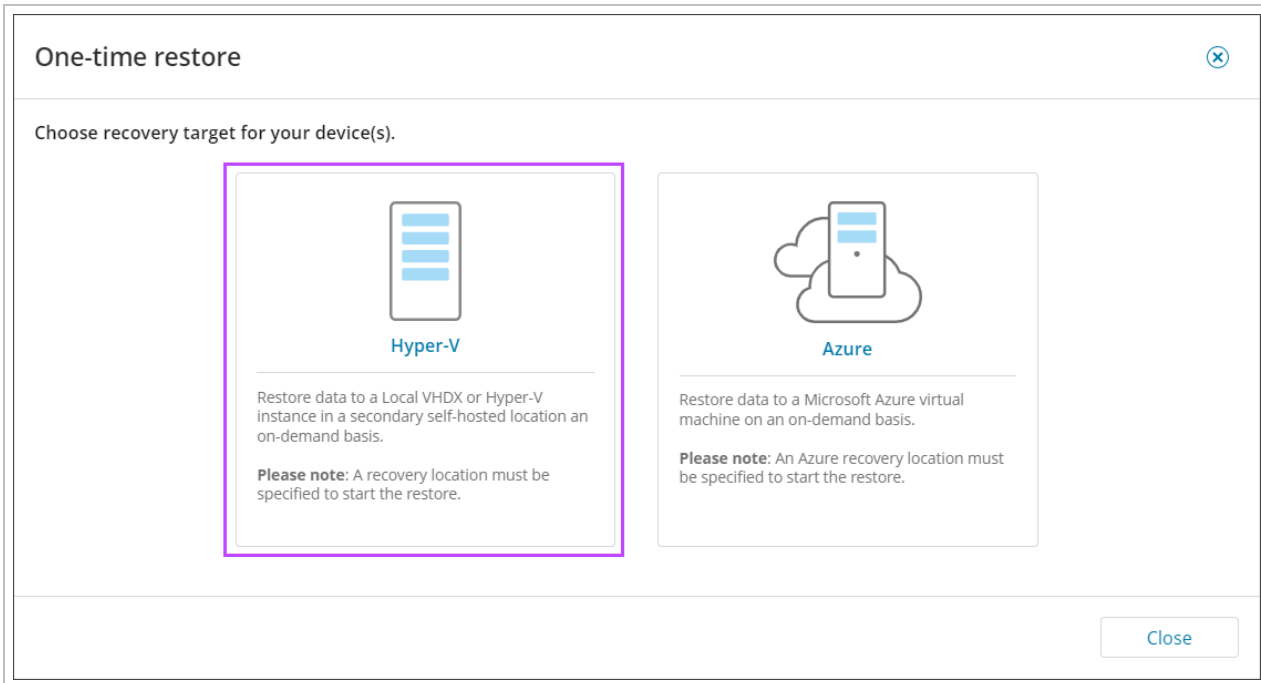 One-time restore
Choose recovery target for your device(s).
Hyper-V
Restore data to a Local VHDX or Hyper-V
instance in a secondary self-hosted location an
on-demand basis.
Please note: A recovery location must be
specified to start the restore.
Azure
Restore data to a Microsoft Azure virtual
machine on an on-demand basis.
Please note: An Azure recovery location must
be specified to start the restore.
Close